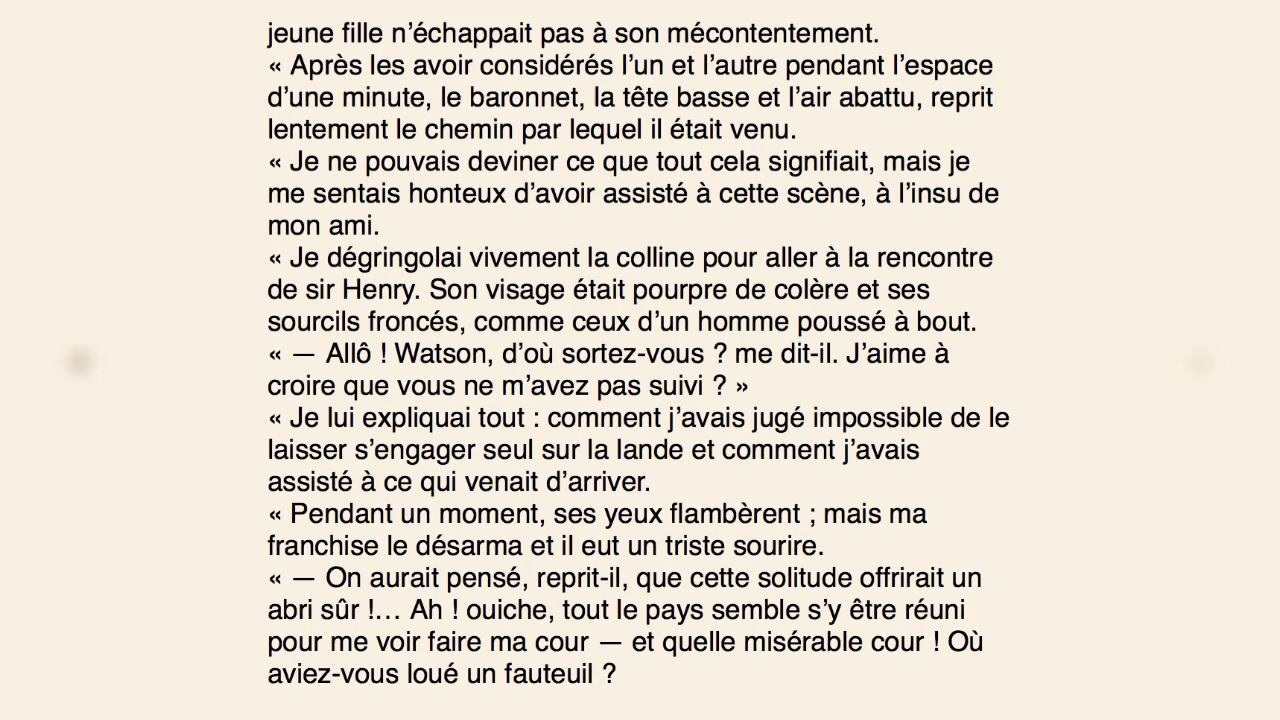 jeune fille n’échappait pas à son mécontentement.
« Après les avoir considérés l’un et l’autre pendant l’espace
d’une minute, le baronnet, la tête basse et l’air abattu, reprit
lentement le chemin par lequel il était venu.
« Je ne pouvais deviner ce que tout cela signifiait, mais je
me sentais honteux d’avoir assisté à cette scène, à l’insu de
mon ami.
« Je dégringolai vivement la colline pour aller à la rencontre
de sir Henry. Son visage était pourpre de colère et ses
sourcils froncés, comme ceux d’un homme poussé à bout.
« — Allô ! Watson, d’où sortez-vous ? me dit-il. J’aime à
croire que vous ne m’avez pas suivi ? »
« Je lui expliquai tout : comment j’avais jugé impossible de le
laisser s’engager seul sur la lande et comment j’avais
assisté à ce qui venait d’arriver.
« Pendant un moment, ses yeux flambèrent ; mais ma
franchise le désarma et il eut un triste sourire.
« — On aurait pensé, reprit-il, que cette solitude offrirait un
abri sûr !… Ah ! ouiche, tout le pays semble s’y être réuni
pour me voir faire ma cour — et quelle misérable cour ! Où
aviez-vous loué un fauteuil ?